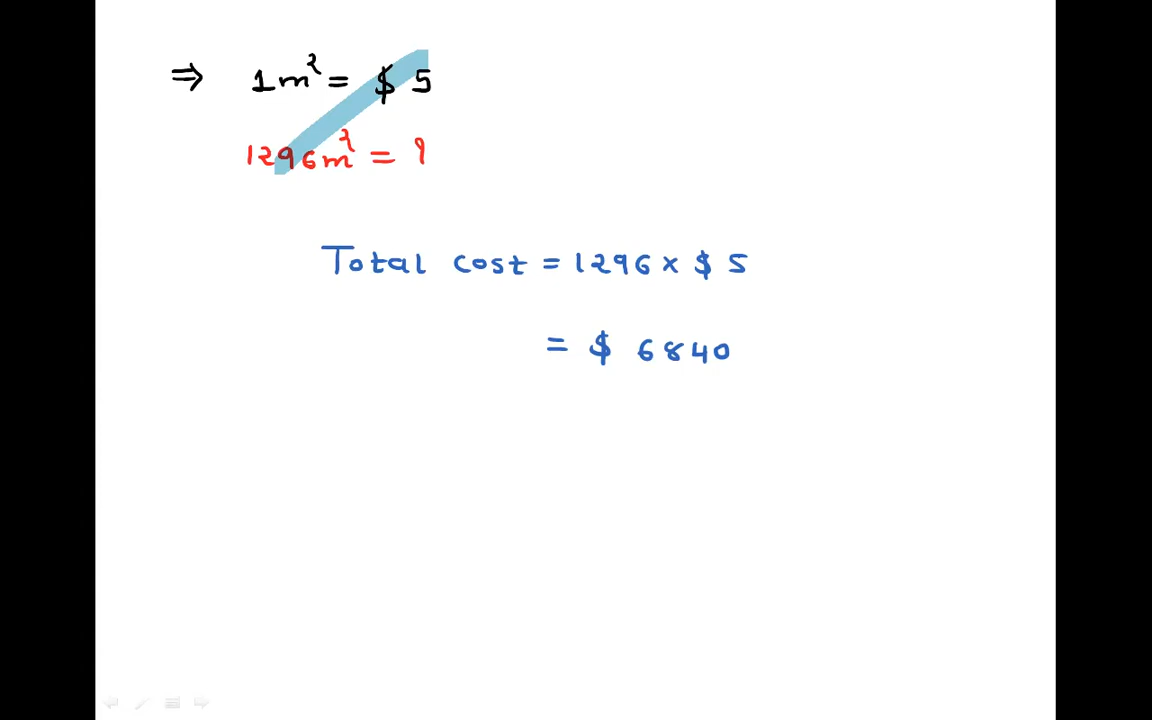 ⇒ 1m² = $ 5
1296m² = ?
Total cost = 1296 x $ 5
= $ 6840